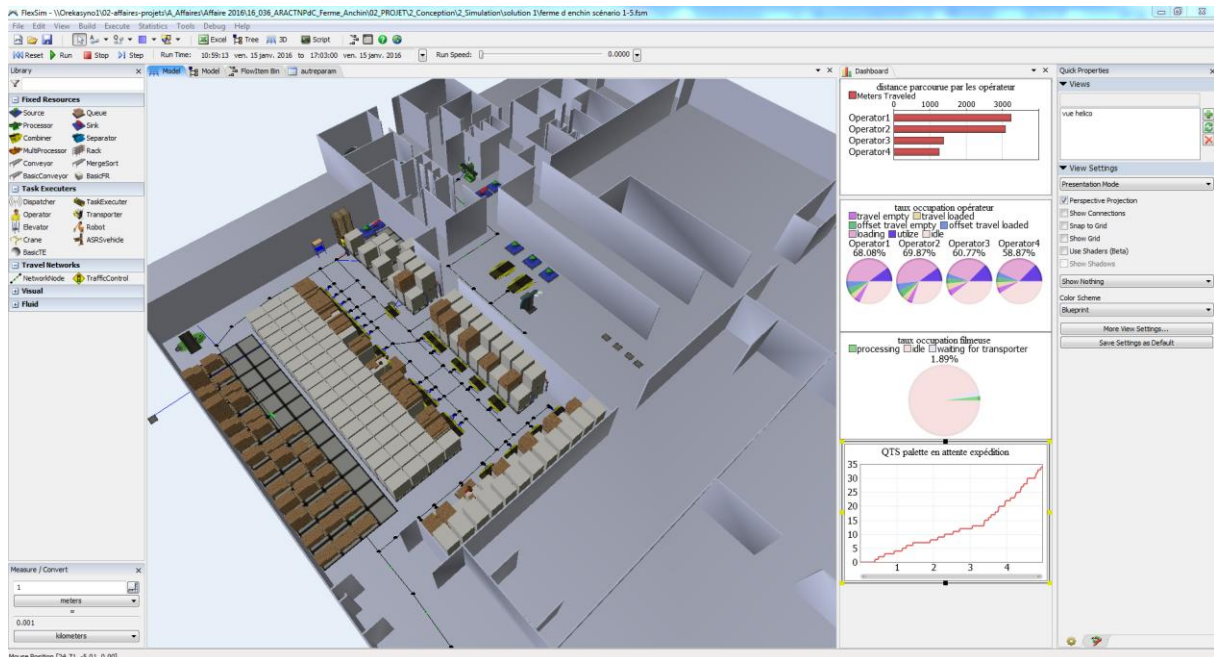 FlexSim - \\Orekasyno1\02-affaires-projets\A_Affaires\Affaire 2016\16_036_ARACTNPdC_Ferme_Anchin\02_PROJET\2_Conception\2_Simulation\solution 1\ferme d enchin scénario 1-5.fsm
File Edit View Build Execute Statistics Tools Debug Help
Excel Tree 3D Script
Reset Run Stop Step Run Time: 10:59:13 ven. 15 janv. 2016 to 17:03:00 ven. 15 janv. 2016 Run Speed: 0.0000
Library
Fixed Resources
Source Queue
Processor Sink
Combiner Separator
MultiProcessor Rack
Conveyor MergeSort
BasicConveyor BasicFR
Task Executers
Dispatcher TaskExecuter
Operator Transporter
Elevator Robot
Crane ASRSvehicle
BasicTE
Travel Networks
NetworkNode TrafficControl
Visual
Fluid
Measure / Convert
1
meters
=
0.001
kilometers
Model Model FlowItem Bin autreparam
Dashboard
distance parcourue par les opérateur
Meters Traveled
0 1000 2000 3000
Operator1
Operator2
Operator3
Operator4
taux occupation opérateur
travel empty travel loaded
offset travel empty offset travel loaded
loading utilize idle
Operator1 Operator2 Operator3 Operator4
68.08% 69.87% 60.77% 58.87%
taux occupation filmeuse
processing idle waiting for transporter
1.89%
QTS palette en attente expédition
35
30
25
20
15
10
5
0
1 2 3 4
Quick Properties
Views
vue helico
View Settings
Presentation Mode
Perspective Projection
Show Connections
Snap to Grid
Show Grid
Use Shaders (Beta)
Show Shadows
Show Nothing
Color Scheme
Blueprint
More View Settings...
Save Settings as Default